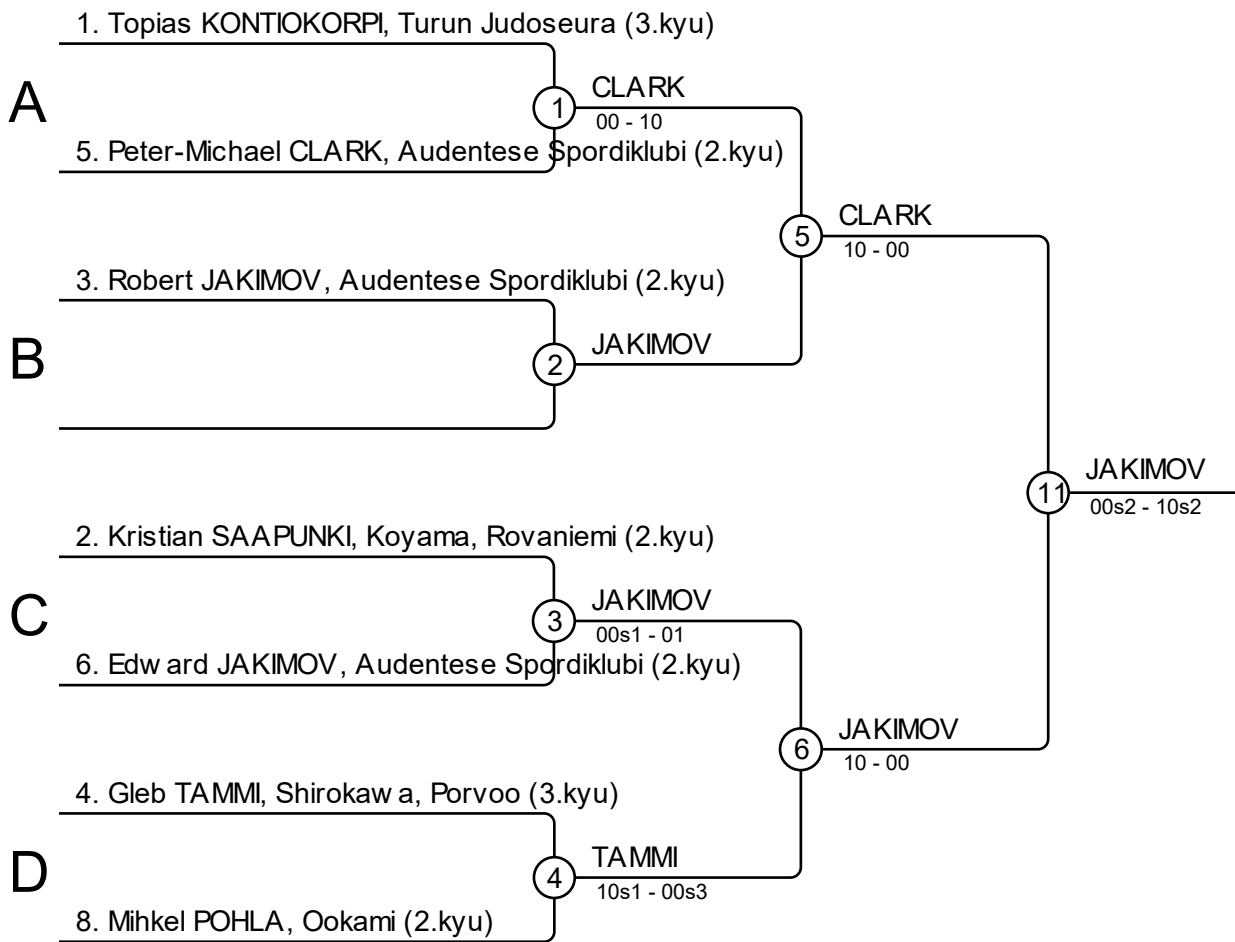 1. Topias KONTIOKORPI, Turun Judoseura (3.kyu)
A
1
CLARK
00 - 10
5. Peter-Michael CLARK, Audentese Spordiklubi (2.kyu)
5
CLARK
10 - 00
3. Robert JAKIMOV, Audentese Spordiklubi (2.kyu)
B
2
JAKIMOV
11
JAKIMOV
00s2 - 10s2
2. Kristian SAAPUNKI, Koyama, Rovaniemi (2.kyu)
C
3
JAKIMOV
00s1 - 01
6. Edward JAKIMOV, Audentese Spordiklubi (2.kyu)
6
JAKIMOV
10 - 00
4. Gleb TAMMI, Shirokawa, Porvoo (3.kyu)
D
4
TAMMI
10s1 - 00s3
8. Mihkel POHLA, Ookami (2.kyu)